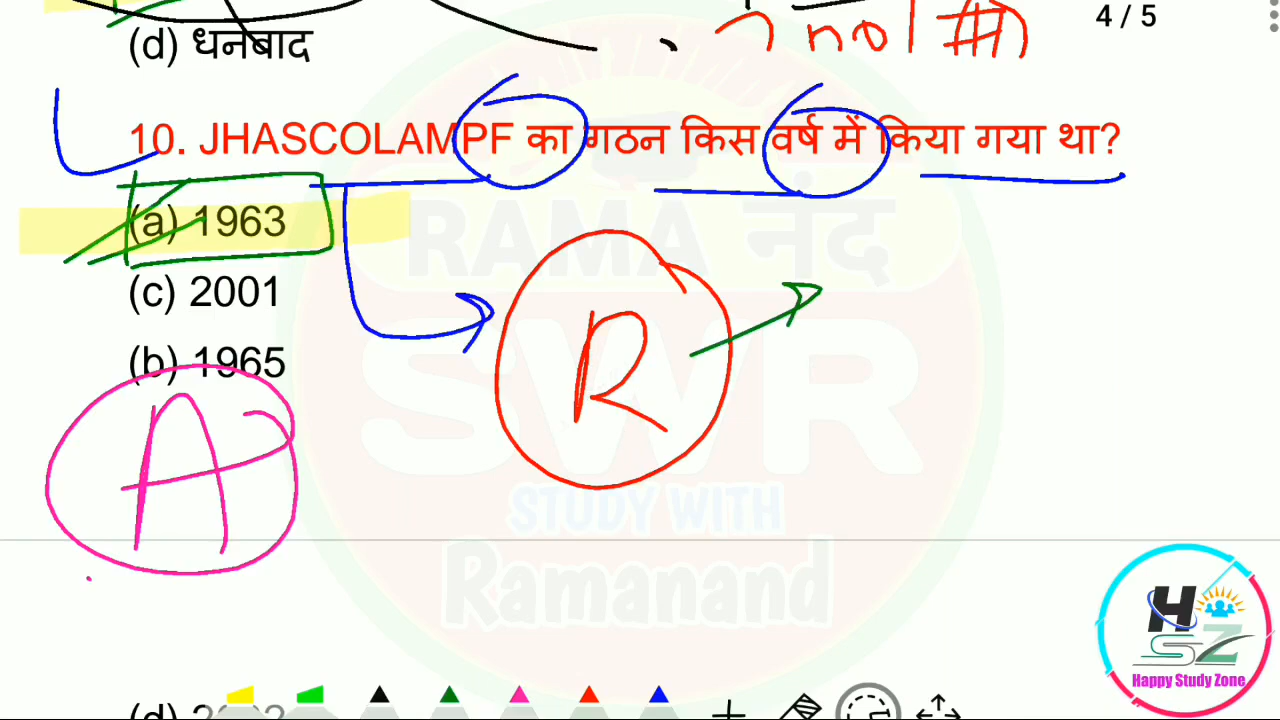 4 / 5
(d) धनबाद
10. JHASCOLAMPF का गठन किस वर्ष में किया गया था?
(a) 1963
(c) 2001
(b) 1965
R
A
RAMA नंद
SWR
STUDY WITH
Ramanand
H
SZ
Happy Study Zone